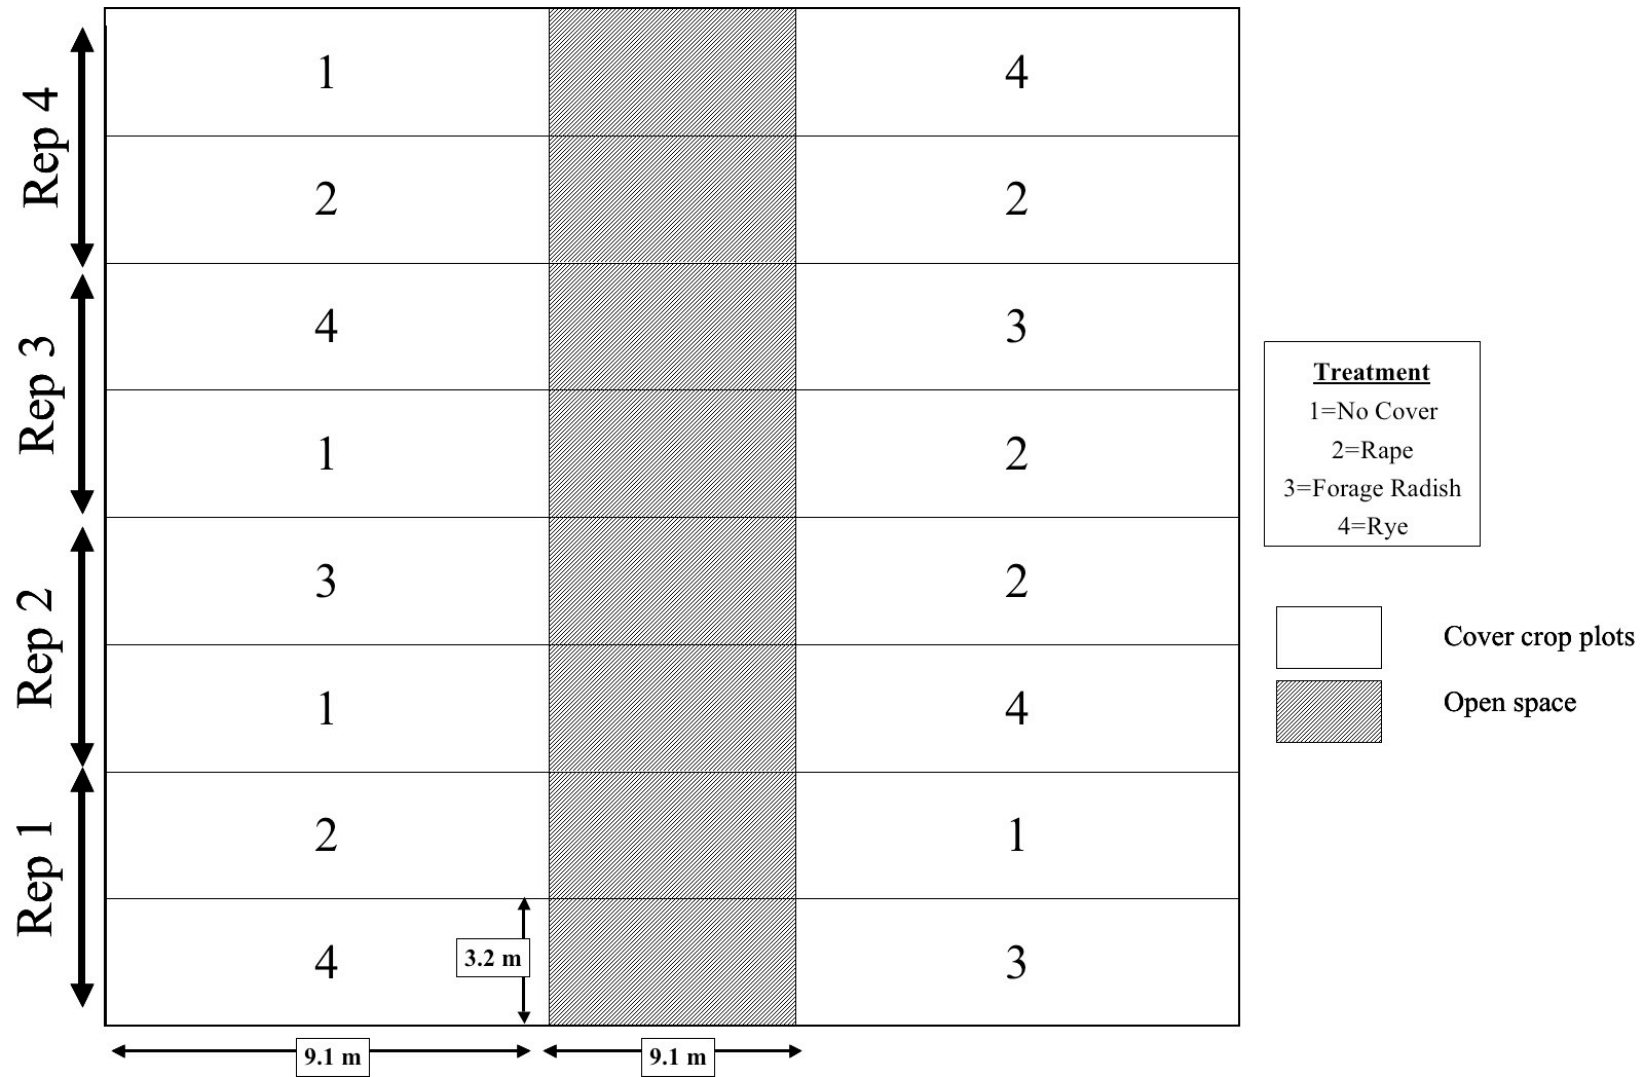 Rep 4
1
4
2
2
Rep 3
4
3
1
2
Rep 2
3
2
1
4
Rep 1
2
1
4
3
3.2 m
9.1 m
9.1 m
Treatment
1=No Cover
2=Rape
3=Forage Radish
4=Rye
Cover crop plots
Open space